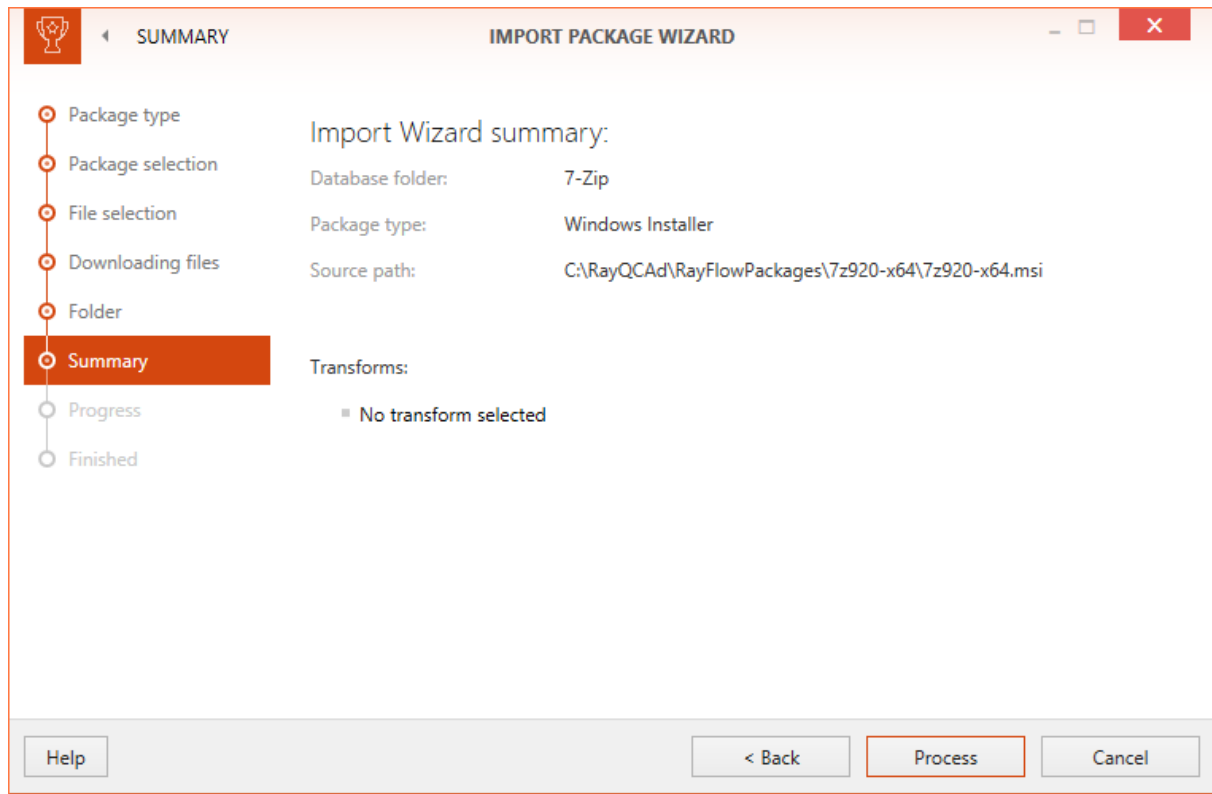 SUMMARY
IMPORT PACKAGE WIZARD
Package type
Package selection
File selection
Downloading files
Folder
Summary
Progress
Finished
Import Wizard summary:
Database folder: 7-Zip
Package type: Windows Installer
Source path: C:\RayQCAd\RayFlowPackages\7z920-x64\7z920-x64.msi
Transforms:
No transform selected
Help
< Back
Process
Cancel